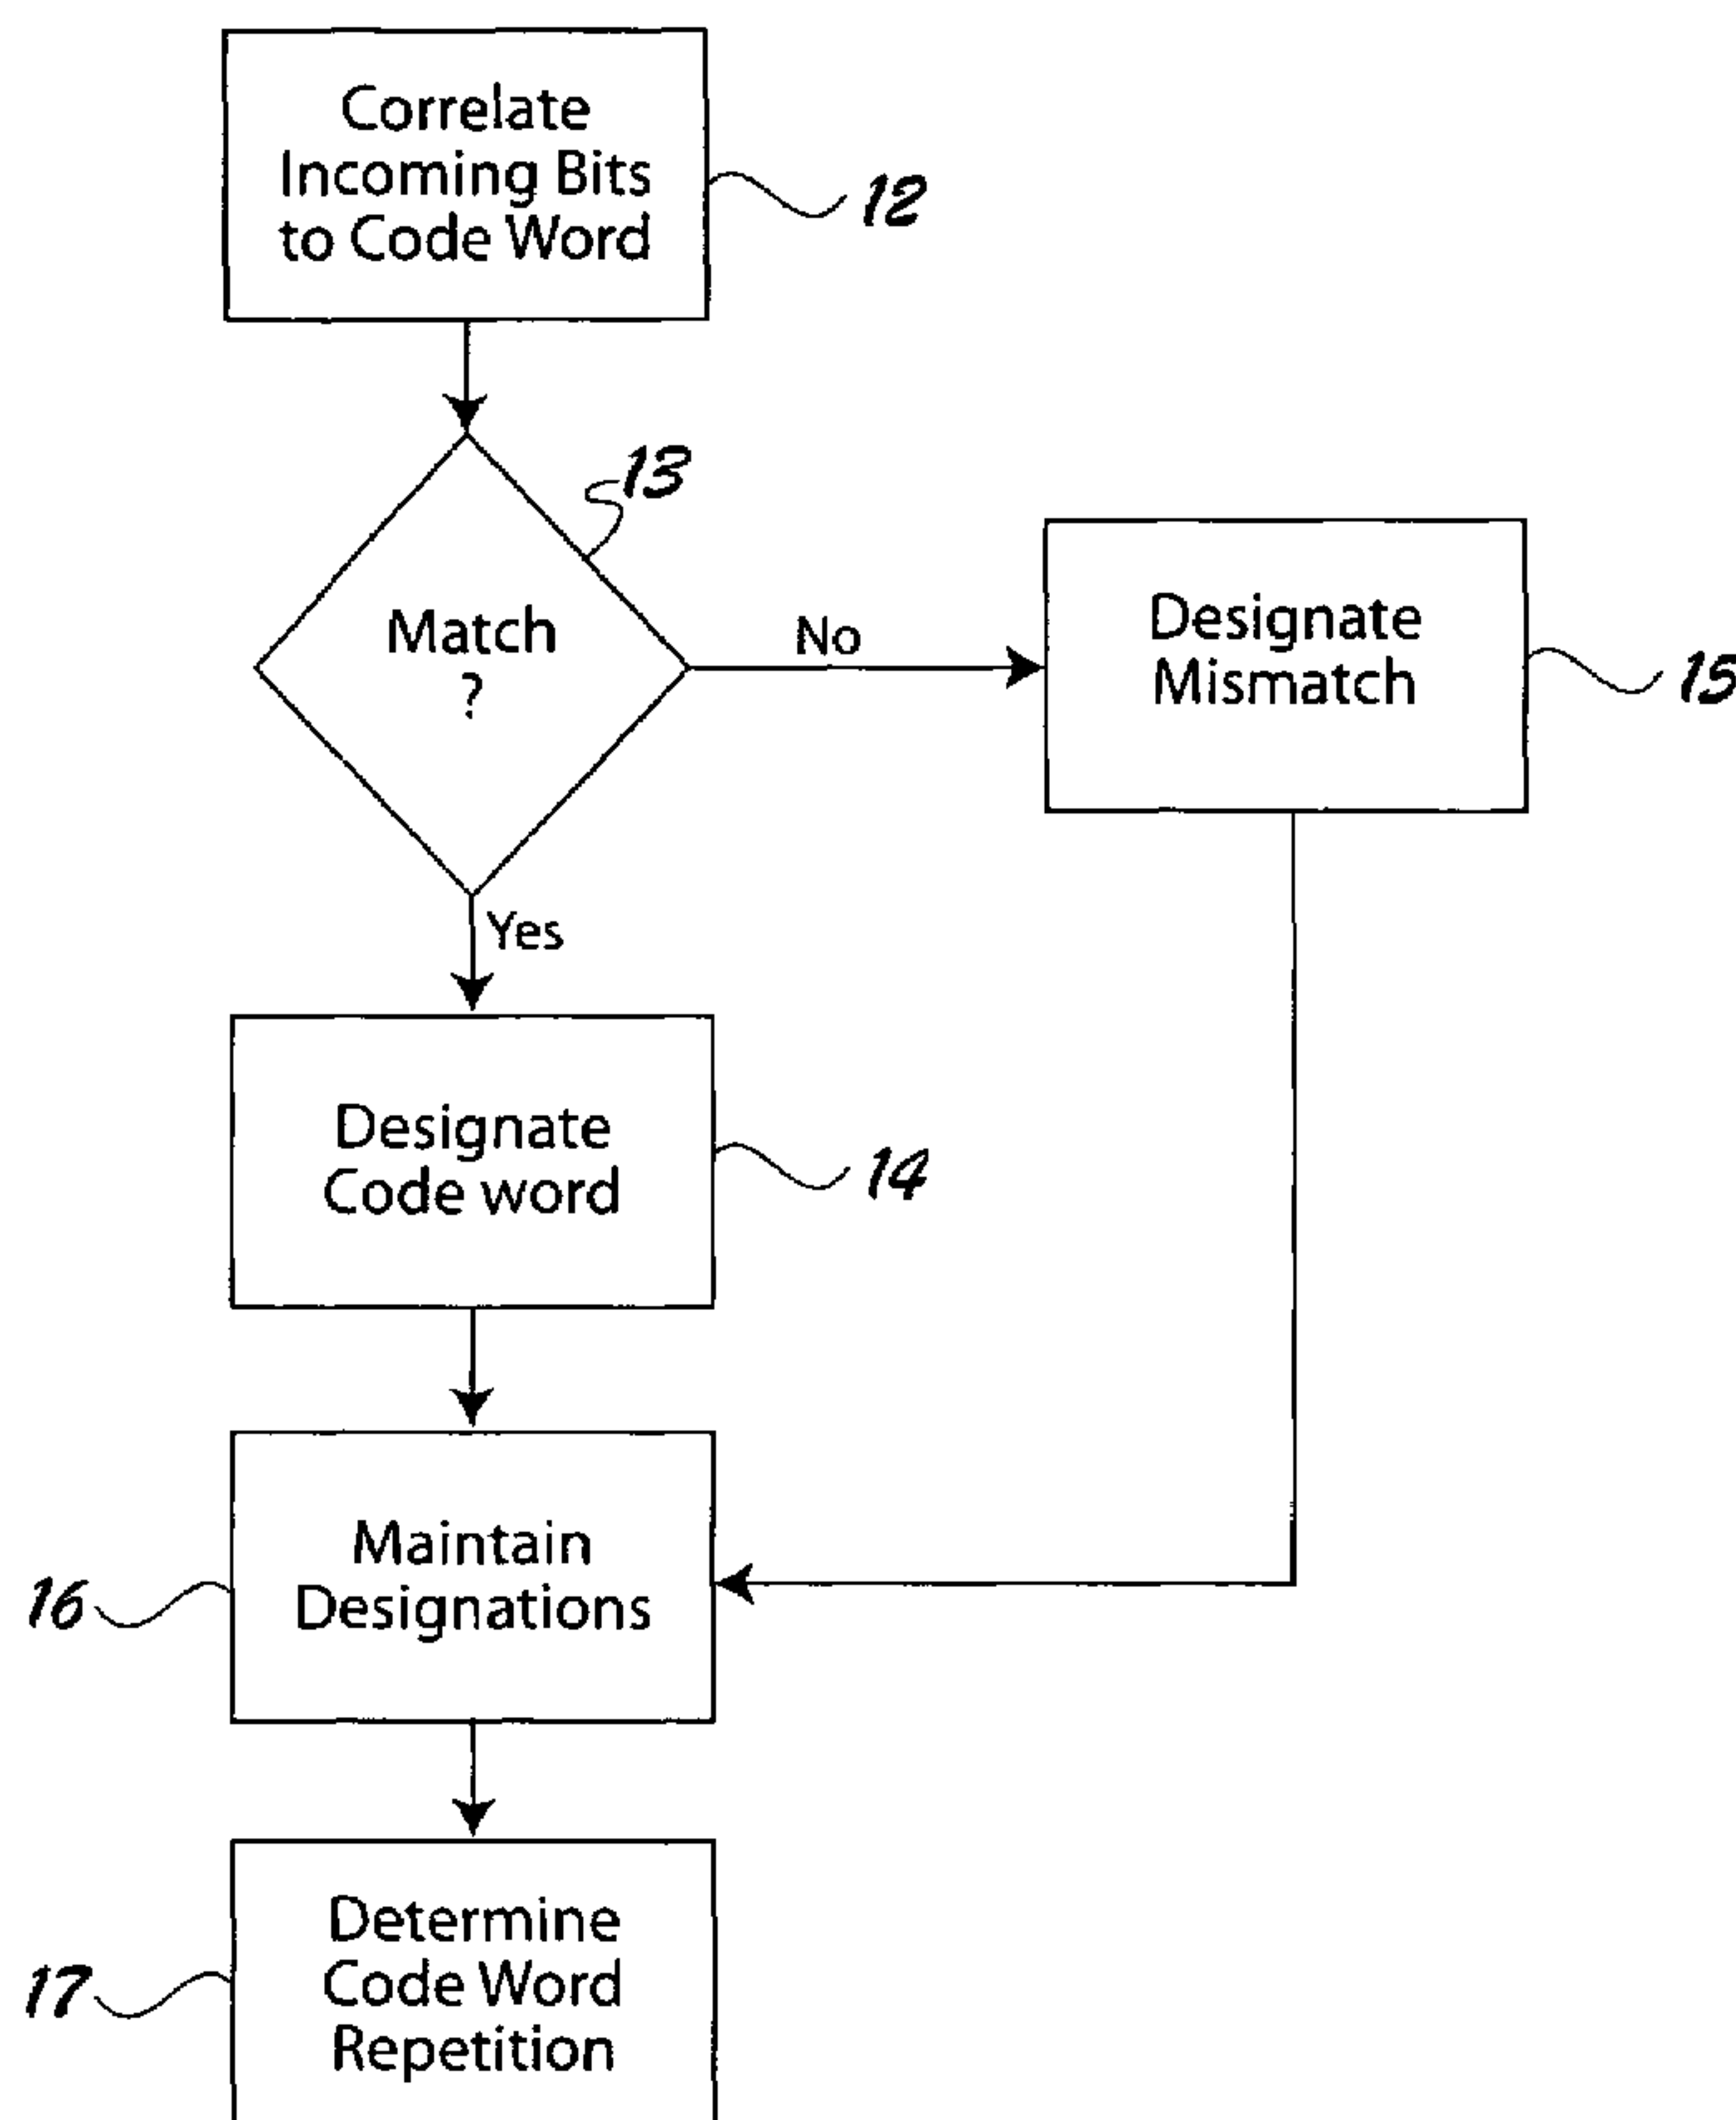 Correlate
Incoming Bits
to Code Word
12
13
Match
?
No
Designate
Mismatch
15
Yes
Designate
Code word
14
Maintain
Designations
16
Determine
Code Word
Repetition
17